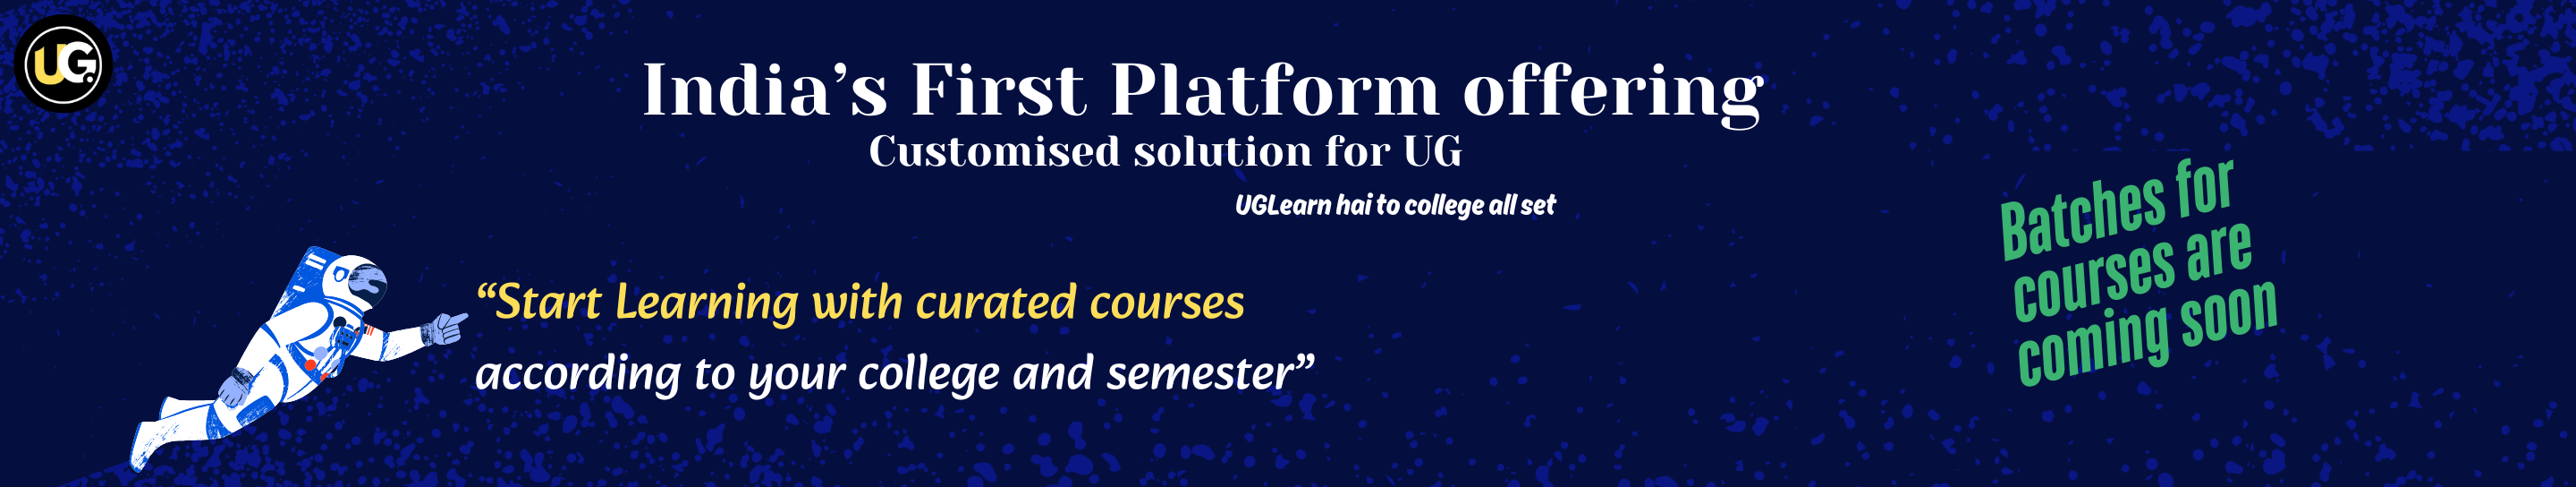 UG.
India’s First Platform offering
Customised solution for UG
UGLearn hai to college all set
“Start Learning with curated courses
according to your college and semester”
Batches for
courses are
coming soon